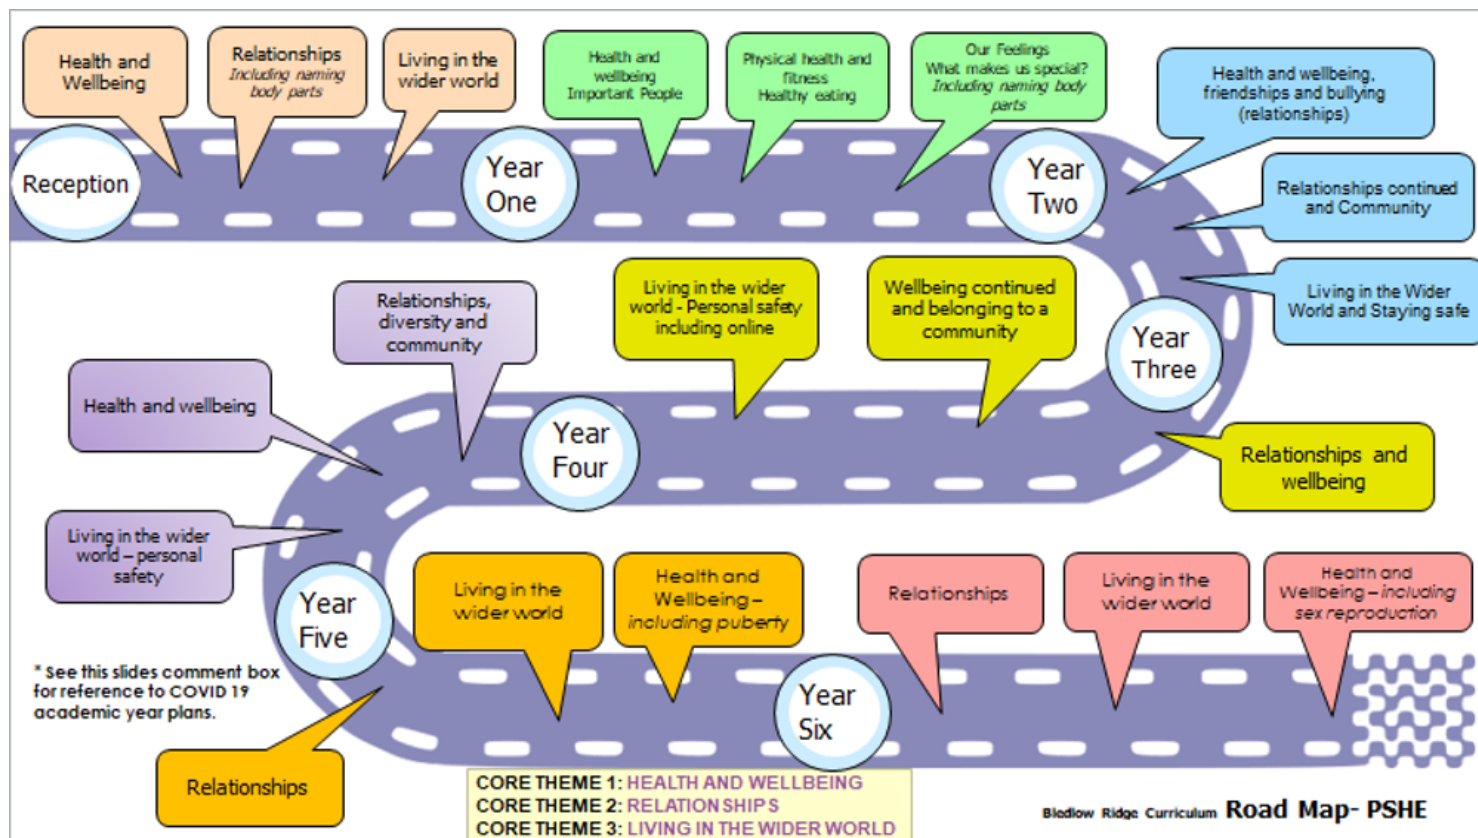 Reception
Health and
Wellbeing
Relationships
Including naming
body parts
Living in the
wider world
Year
One
Health and
wellbeing
Important People
Physical health and
fitness
Healthy eating
Our Feelings
What makes us special?
Including naming body
parts
Year
Two
Health and wellbeing,
friendships and bullying
(relationships)
Relationships continued
and Community
Living in the Wider
World and Staying safe
Year
Three
Relationships and
wellbeing
Wellbeing continued
and belonging to a
community
Living in the wider
world - Personal safety
including online
Year
Four
Relationships,
diversity and
community
Health and wellbeing
Living in the wider
world – personal
safety
Year
Five
Relationships
Living in the
wider world
Health and
Wellbeing –
including puberty
Year
Six
Relationships
Living in the
wider world
Health and
Wellbeing – including
sex reproduction
* See this slides comment box
for reference to COVID 19
academic year plans.
CORE THEME 1: HEALTH AND WELLBEING
CORE THEME 2: RELATIONSHIPS
CORE THEME 3: LIVING IN THE WIDER WORLD
Bledlow Ridge Curriculum Road Map- PSHE